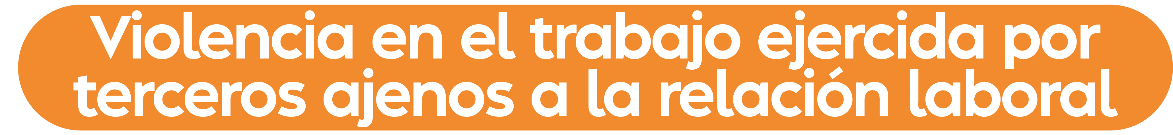 Violencia en el trabajo ejercida por
terceros ajenos a la relación laboral